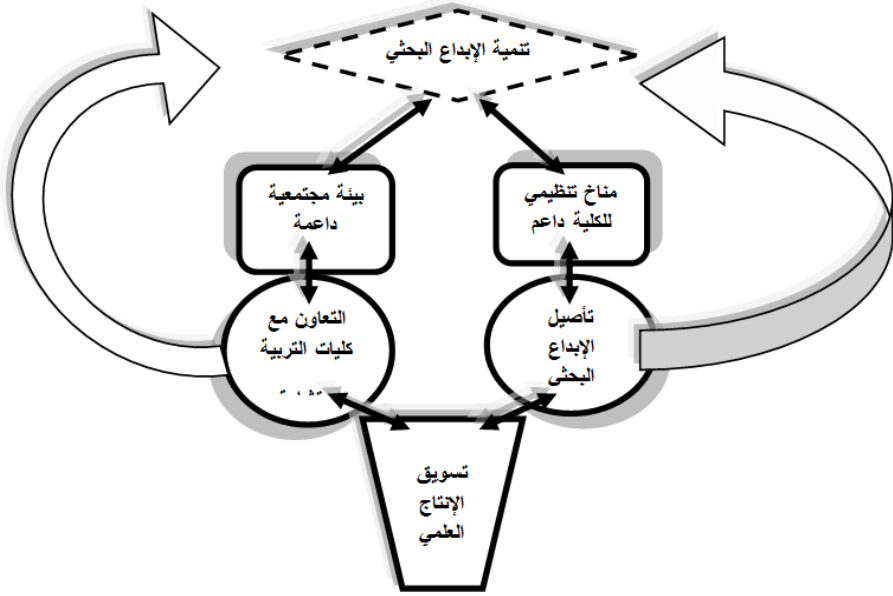 تنمية الإبداع البحثي
مناخ تنظيمي
للكلية داعم
بيئة مجتمعية
داعمة
تأصيل
الإبداع
البحثي
التعاون مع
كليات التربية
تسويق
الإنتاج
العلمي